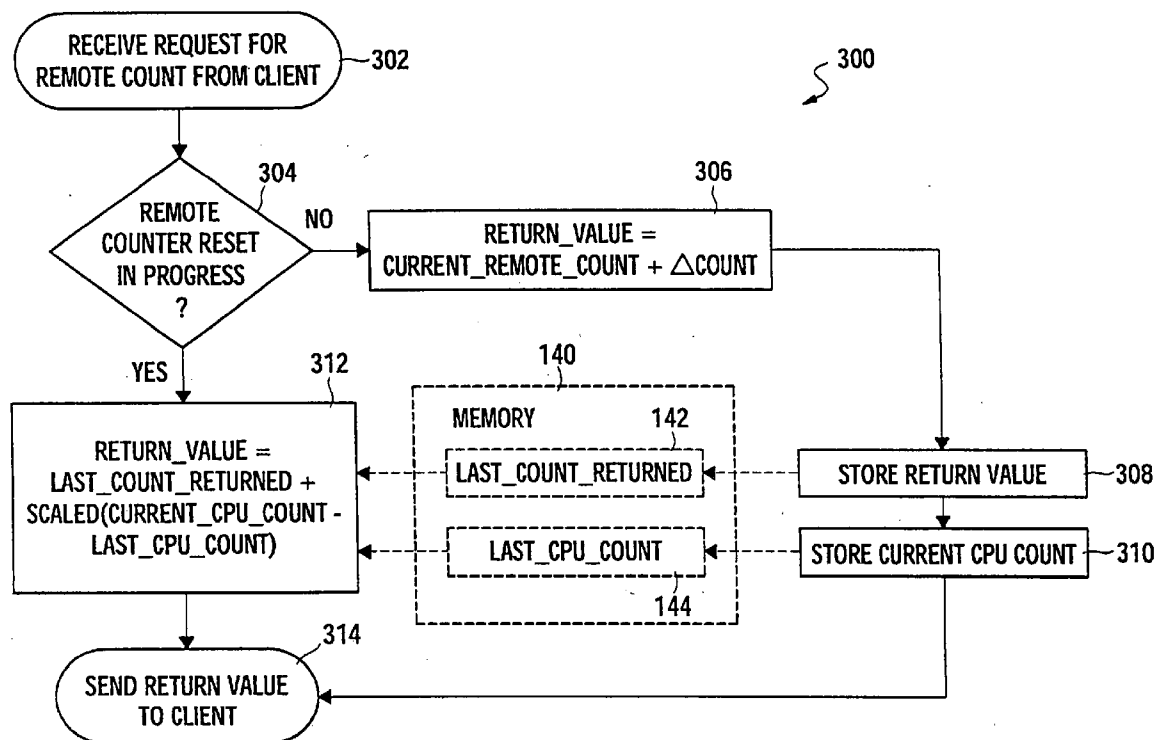 RECEIVE REQUEST FOR
REMOTE COUNT FROM CLIENT
302
300
304
REMOTE
COUNTER RESET
IN PROGRESS
?
NO
YES
306
RETURN_VALUE =
CURRENT_REMOTE_COUNT + △COUNT
312
RETURN_VALUE =
LAST_COUNT_RETURNED +
SCALED(CURRENT_CPU_COUNT -
LAST_CPU_COUNT)
140
MEMORY
142
LAST_COUNT_RETURNED
LAST_CPU_COUNT
144
STORE RETURN VALUE
308
STORE CURRENT CPU COUNT
310
314
SEND RETURN VALUE
TO CLIENT